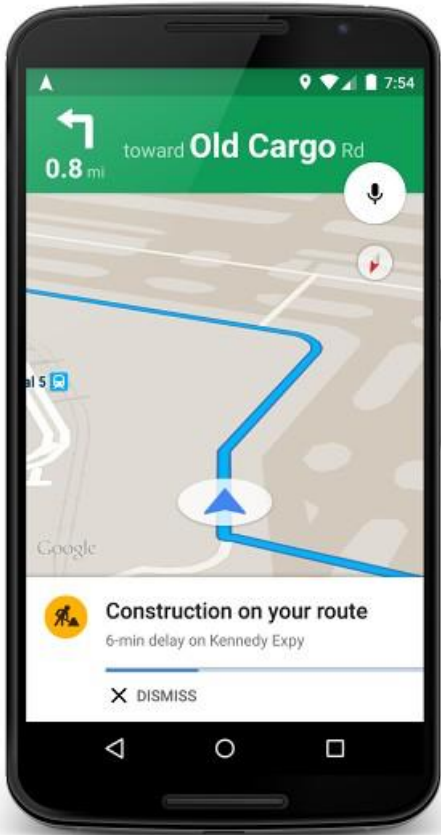 7:54
toward Old Cargo Rd
0.8 mi
al 5
Google
Construction on your route
6-min delay on Kennedy Expy
DISMISS